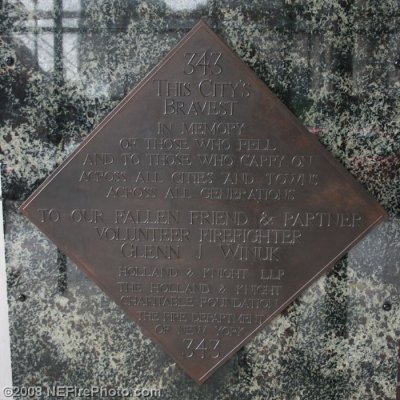 343
This City's
Bravest
In Memory
Of Those Who Fell
And To Those Who Carry On
Across All Cities And Towns
Across All Generations
To Our Fallen Friend & Partner
Volunteer Firefighter
Glenn J Winuk
Holland & Knight LLP
The Holland & Knight
Charitable Foundation
The Fire Department
Of New York
343
©2008 NEFirePhoto.com